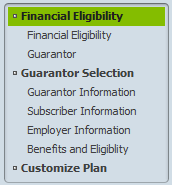 Financial Eligibility
Financial Eligibility
Guarantor
Guarantor Selection
Guarantor Information
Subscriber Information
Employer Information
Benefits and Eligiblity
Customize Plan